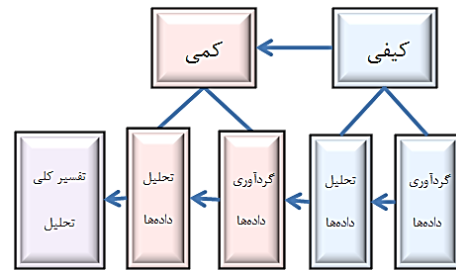 کیفی
کمی
گردآوری
داده‌ها
تحلیل
داده‌ها
گردآوری
داده‌ها
تحلیل
داده‌ها
تفسیر کلی
تحلیل